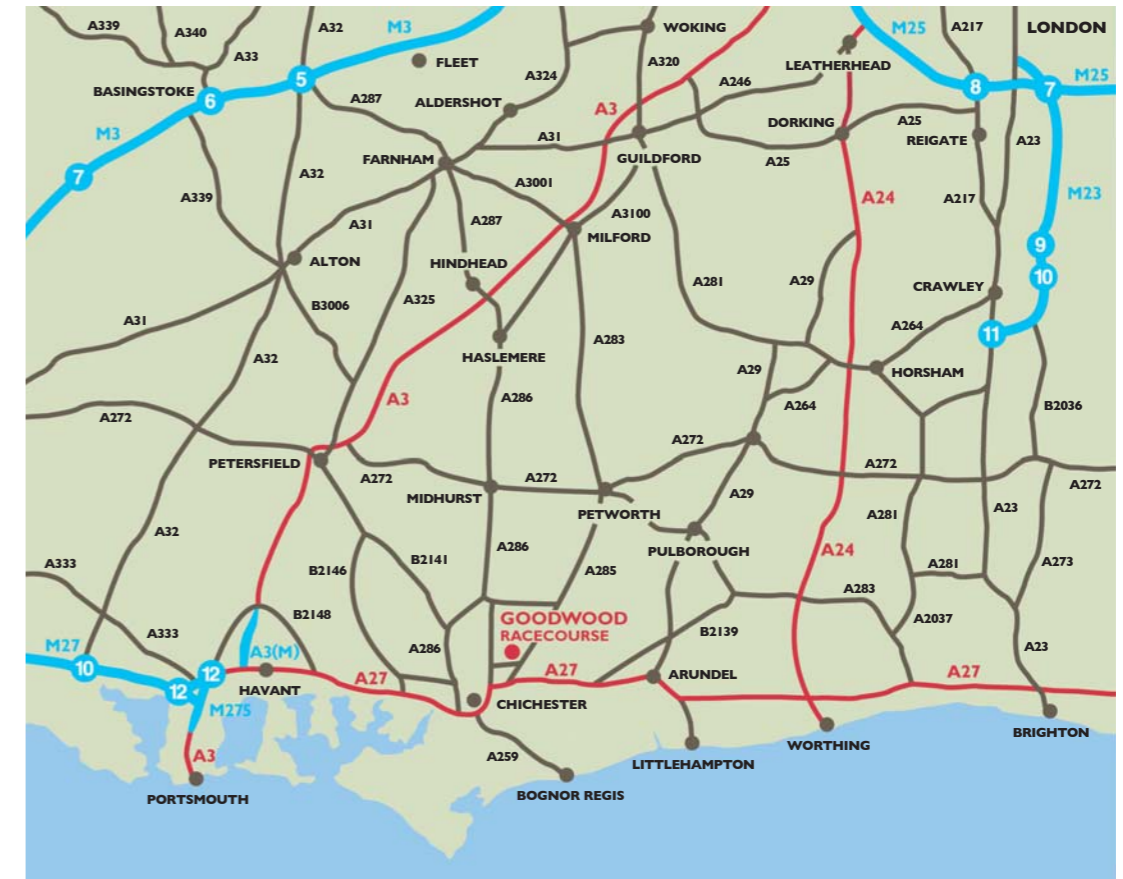 A339
A340
A33
A32
M3
FLEET
WOKING
A320
A324
M25
A217
LONDON
LEATHERHEAD
BASINGSTOKE
6
5
A287
ALDERSHOT
A3
A246
8
7
M25
M3
A31
DORKING
A25
REIGATE
A23
FARNHAM
GUILDFORD
A25
7
A32
A3001
A339
A31
A287
A3100
MILFORD
A24
A217
M23
ALTON
HINDHEAD
9
10
B3006
A325
A281
A29
CRAWLEY
A31
A264
11
A32
HASLEMERE
A283
A29
HORSHAM
A3
A286
A264
B2036
A272
A272
A272
PETERSFIELD
A272
MIDHURST
A272
PETWORTH
A29
A272
A23
A281
A32
A286
PULBOROUGH
A24
B2141
A333
B2146
A285
A281
A273
A283
B2148
GOODWOOD
RACECOURSE
B2139
A2037
A333
A286
A23
M27
10
12
12
A3(M)
HAVANT
A27
A27
ARUNDEL
A27
M275
CHICHESTER
A3
A259
WORTHING
BRIGHTON
LITTLEHAMPTON
PORTSMOUTH
BOGNOR REGIS